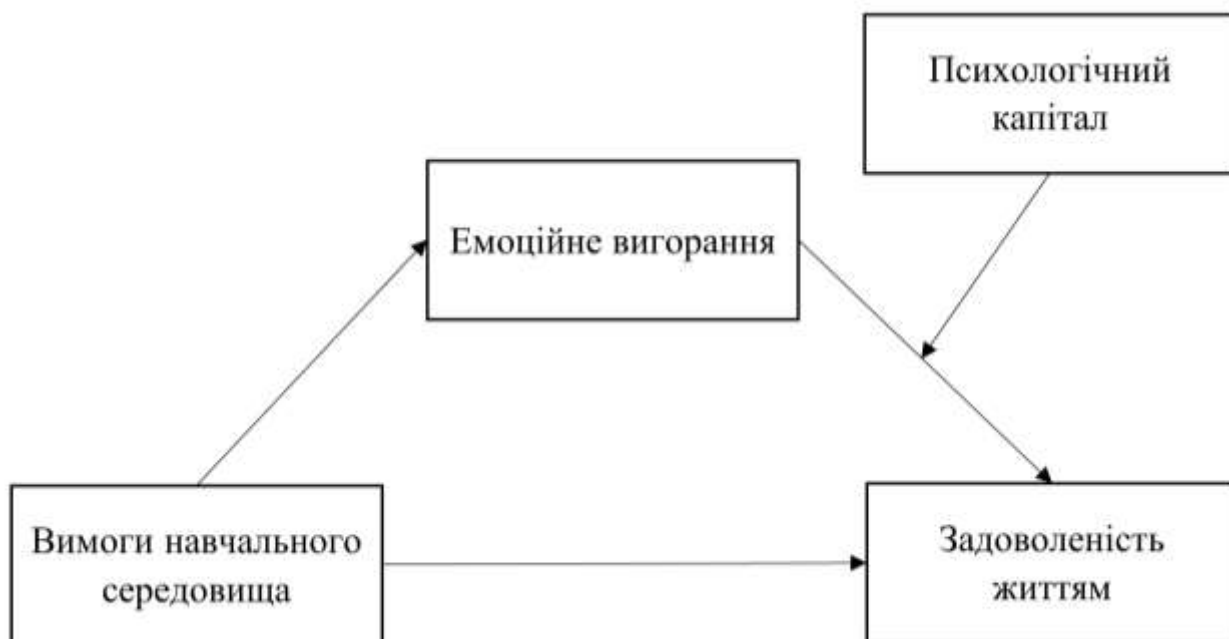 Психологічний
капітал
Емоційне вигорання
Вимоги навчального
середовища
Задоволеність
життям